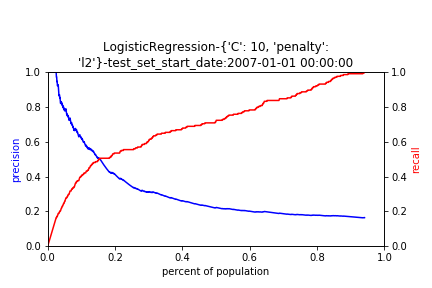 LogisticRegression-{'C': 10, 'penalty':
'l2'}-test_set_start_date:2007-01-01 00:00:00
1.0
0.8
0.6
0.4
0.2
0.0
precision
1.0
0.8
0.6
0.4
0.2
0.0
recall
0.0 0.2 0.4 0.6 0.8 1.0
percent of population